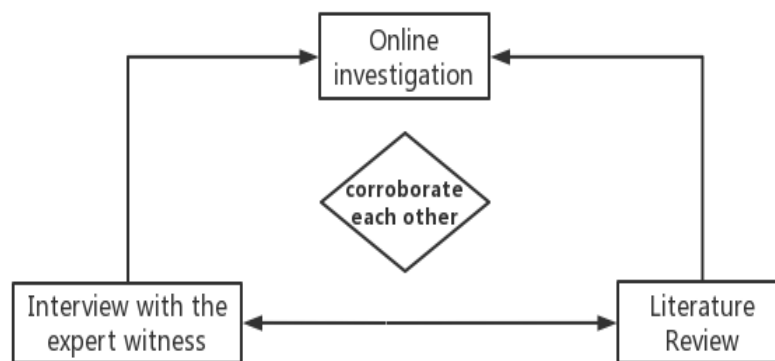 Online
investigation
corroborate
each other
Interview with the
expert witness
Literature
Review